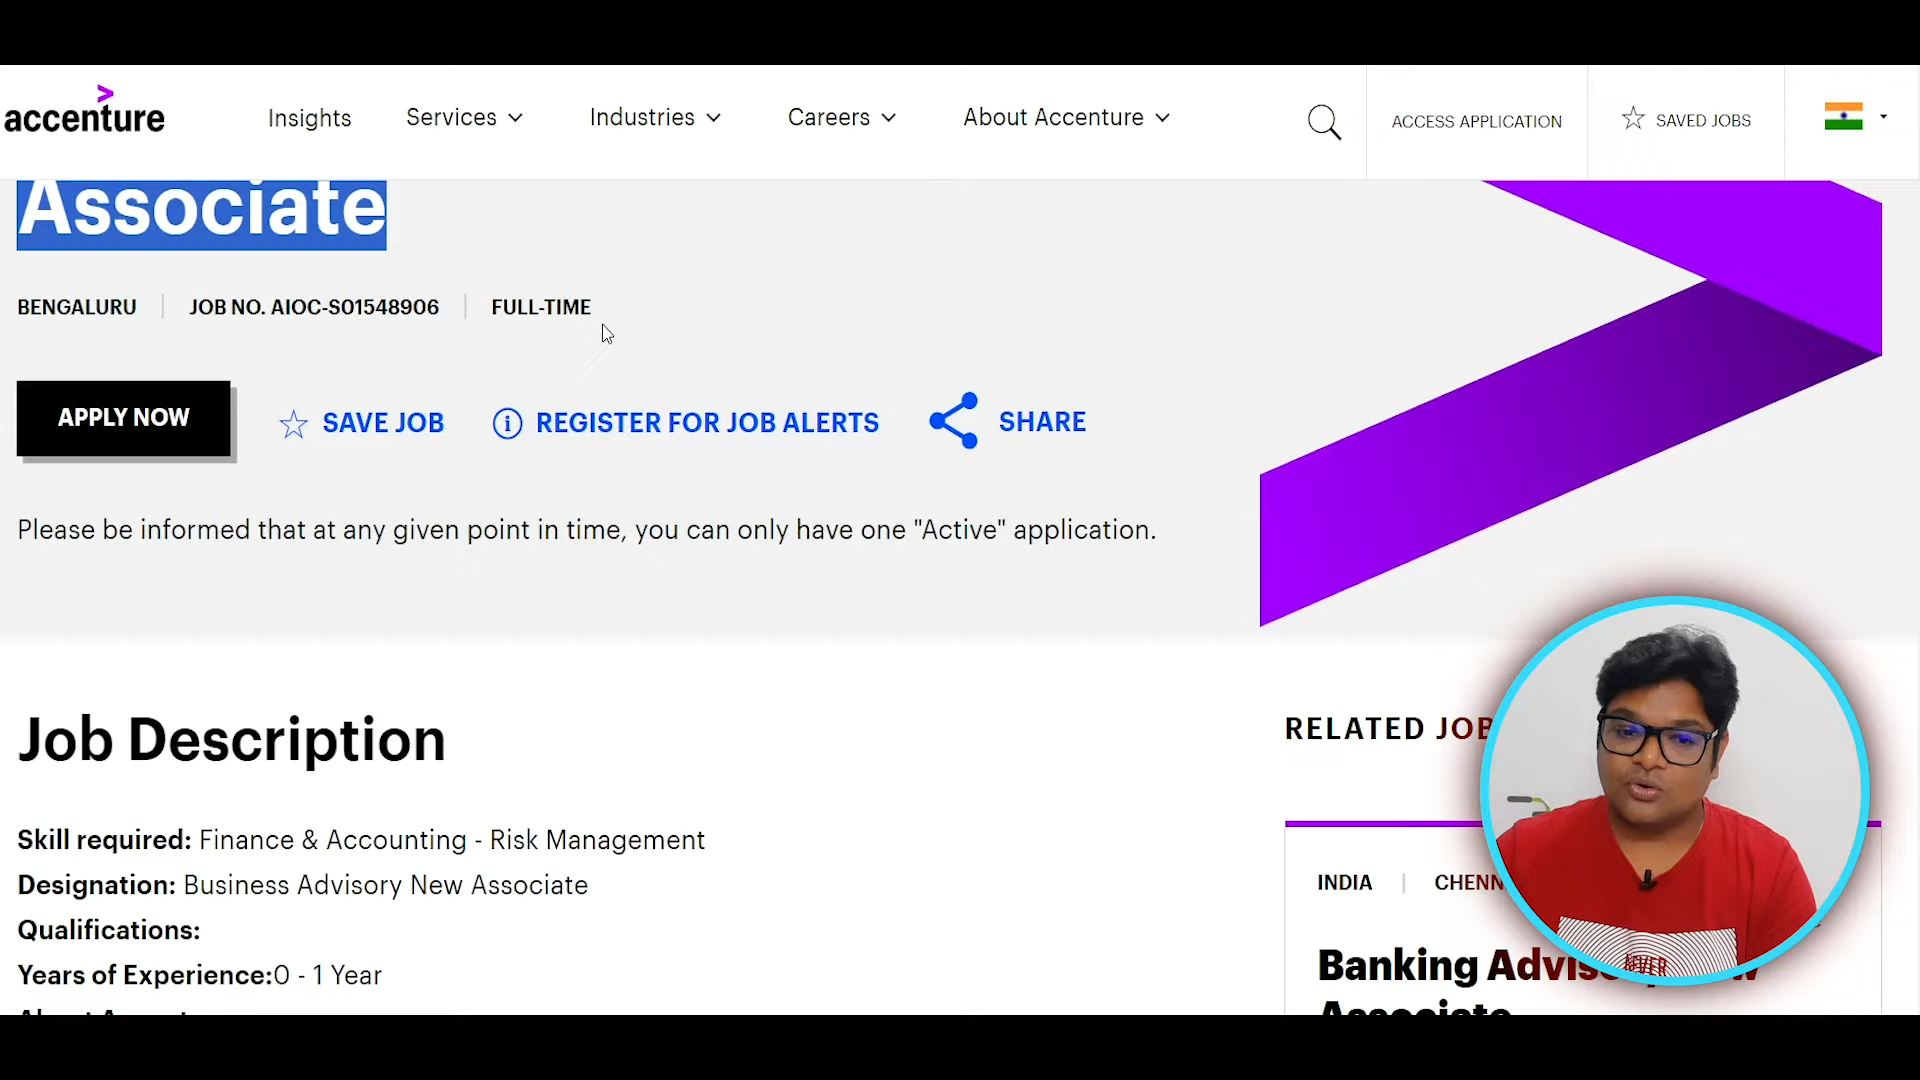 accenture
Insights
Services
Industries
Careers
About Accenture
ACCESS APPLICATION
SAVED JOBS
Associate
BENGALURU
JOB NO. AIOC-S01548906
FULL-TIME
APPLY NOW
SAVE JOB
REGISTER FOR JOB ALERTS
SHARE
Please be informed that at any given point in time, you can only have one "Active" application.
Job Description
RELATED
Skill required: Finance & Accounting - Risk Management
Designation: Business Advisory New Associate
Qualifications:
Years of Experience:0 - 1 Year
INDIA
Banking
Associate